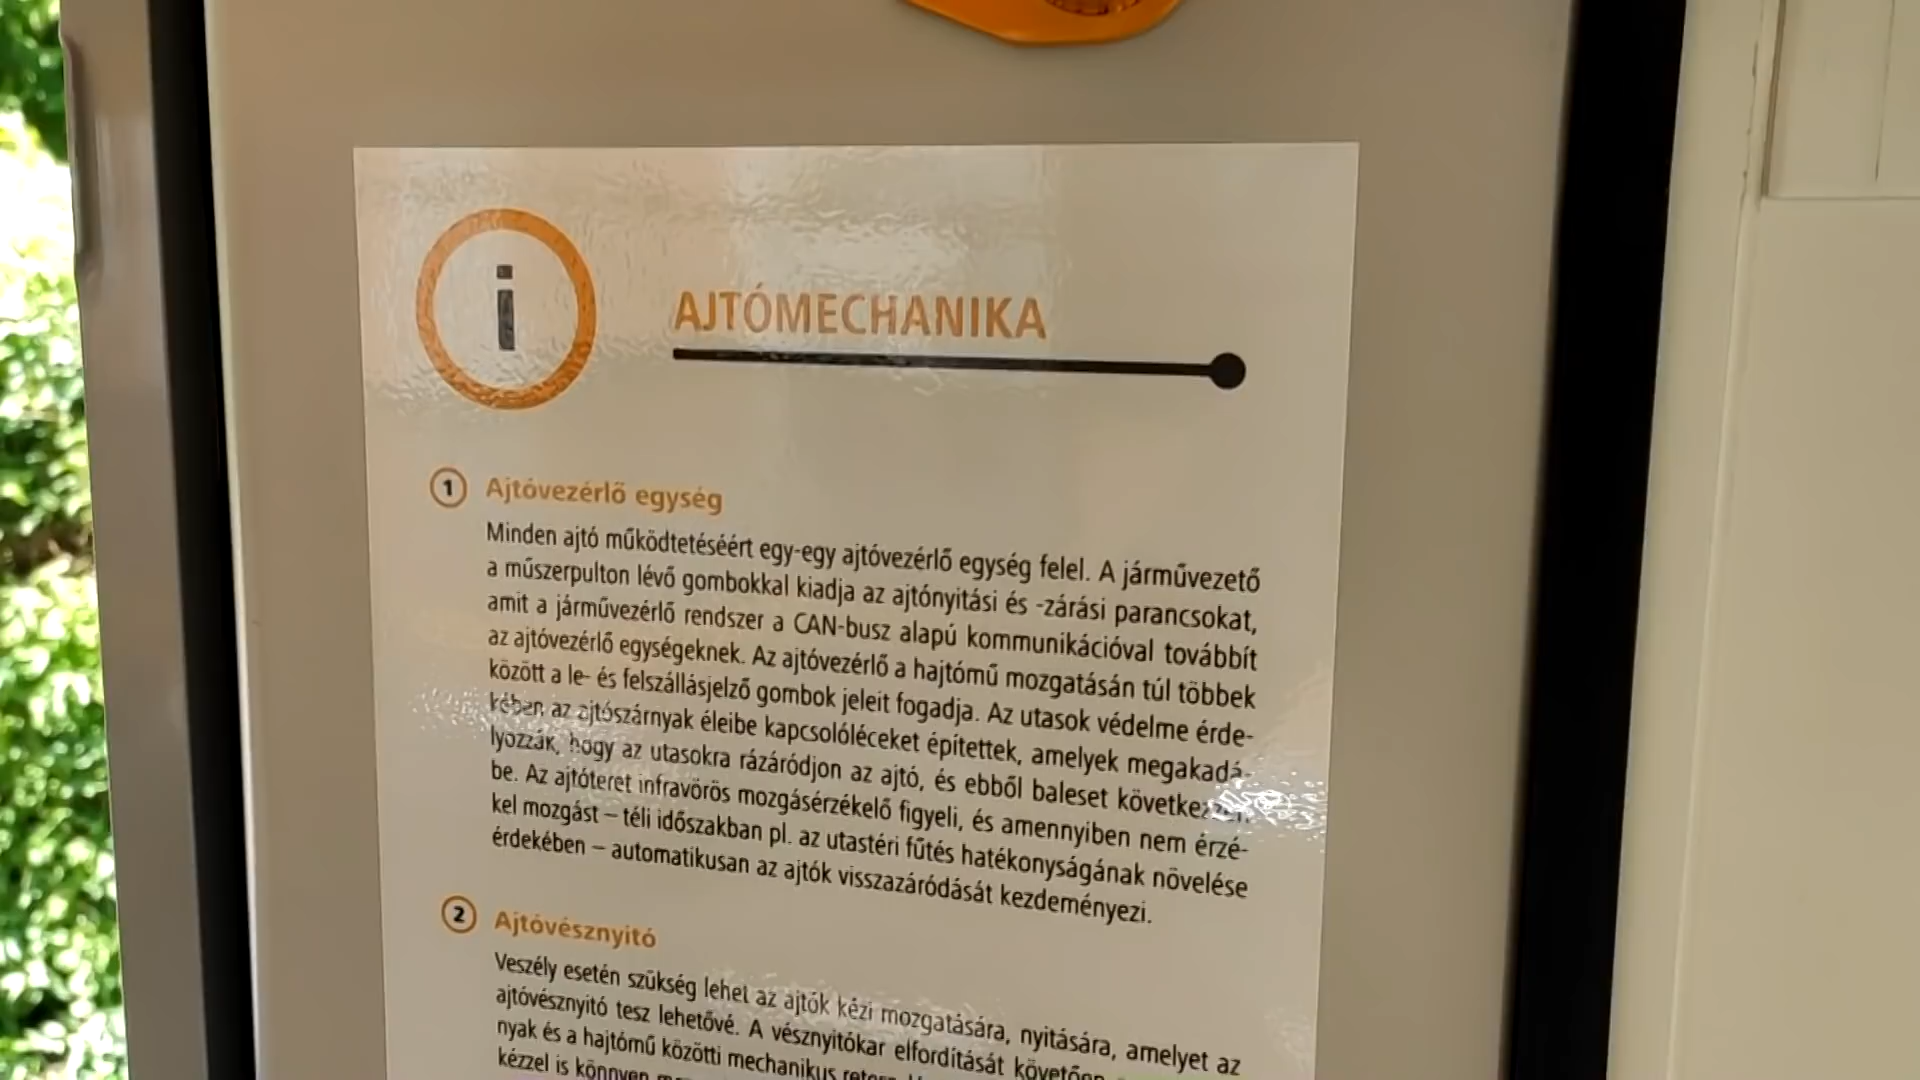 i
AJTÓMECHANIKA
1 Ajtóvezérlő egység
Minden ajtó működtetéséért egy-egy ajtóvezérlő egység felel. A járművezető
a műszerpulton lévő gombokkal kiadja az ajtónyitási és -zárási parancsokat,
amit a járművezérlő rendszer a CAN-busz alapú kommunikációval továbbít
az ajtóvezérlő egységeknek. Az ajtóvezérlő a hajtómű mozgatásán túl többek
között a le- és felszállásjelző gombok jeleit fogadja. Az utasok védelme érde-
kében az ajtószárnyak éleibe kapcsolóléceket építettek, amelyek megakadá-
lyozzák, hogy az utasokra rázáródjon az ajtó, és ebből baleset következzen
be. Az ajtóteret infravörös mozgásérzékelő figyeli, és amennyiben nem érzé-
kel mozgást – téli időszakban pl. az utastéri fűtés hatékonyságának növelése
érdekében – automatikusan az ajtók visszazáródását kezdeményezi.
2 Ajtóvésznyitó
Veszély esetén szükség lehet az ajtók kézi mozgatására, nyitására, amelyet az
ajtóvésznyitó tesz lehetővé. A vésznyitókar elfordítását követően
nyak és a hajtómű közötti mechanikus
kézzel is könnyen